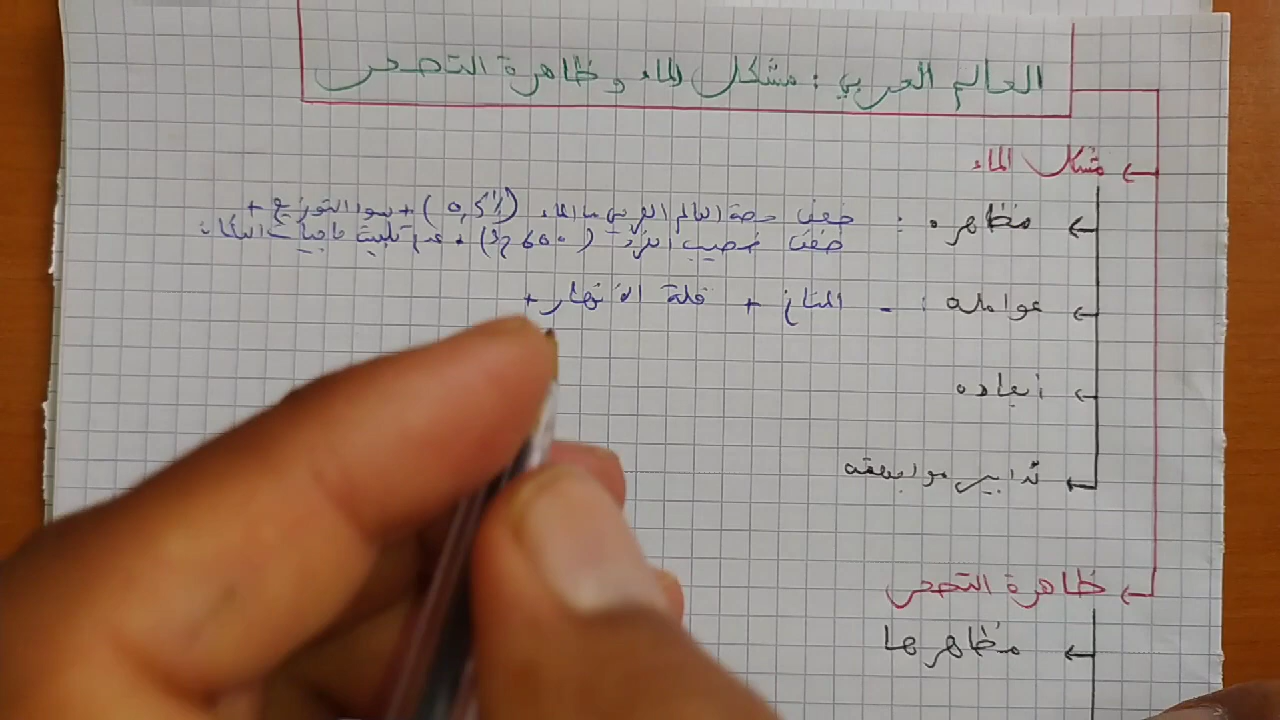 العالم العربي : مشكل الماء وظاهرة التصحر
مشكل الماء
مظاهره : ضعف حصة العالم العربي من الماء (0,5%) + سوء التوزيع +
ضعف نصيب الفرد (600 م3) + عدم تلبية حاجيات السكان
عوامله : - المناخ + قلة الأنهار +
أبعاده
تدابير مواجهته
ظاهرة التصحر
مظاهرها